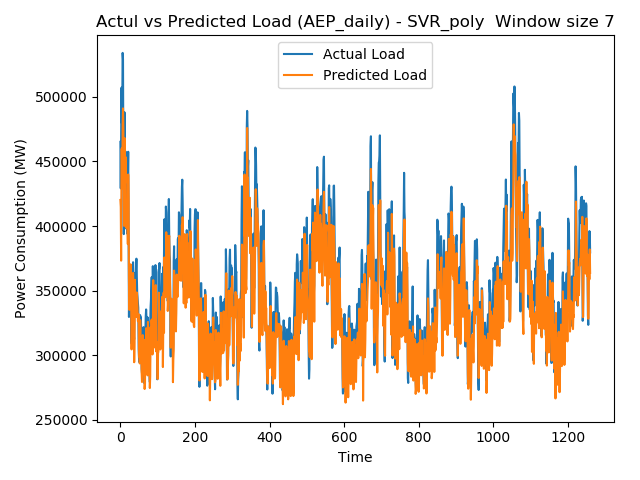 Actul vs Predicted Load (AEP_daily) - SVR_poly  Window size 7
Actual Load
Predicted Load
Power Consumption (MW)
500000
450000
400000
350000
300000
250000
0 200 400 600 800 1000 1200
Time